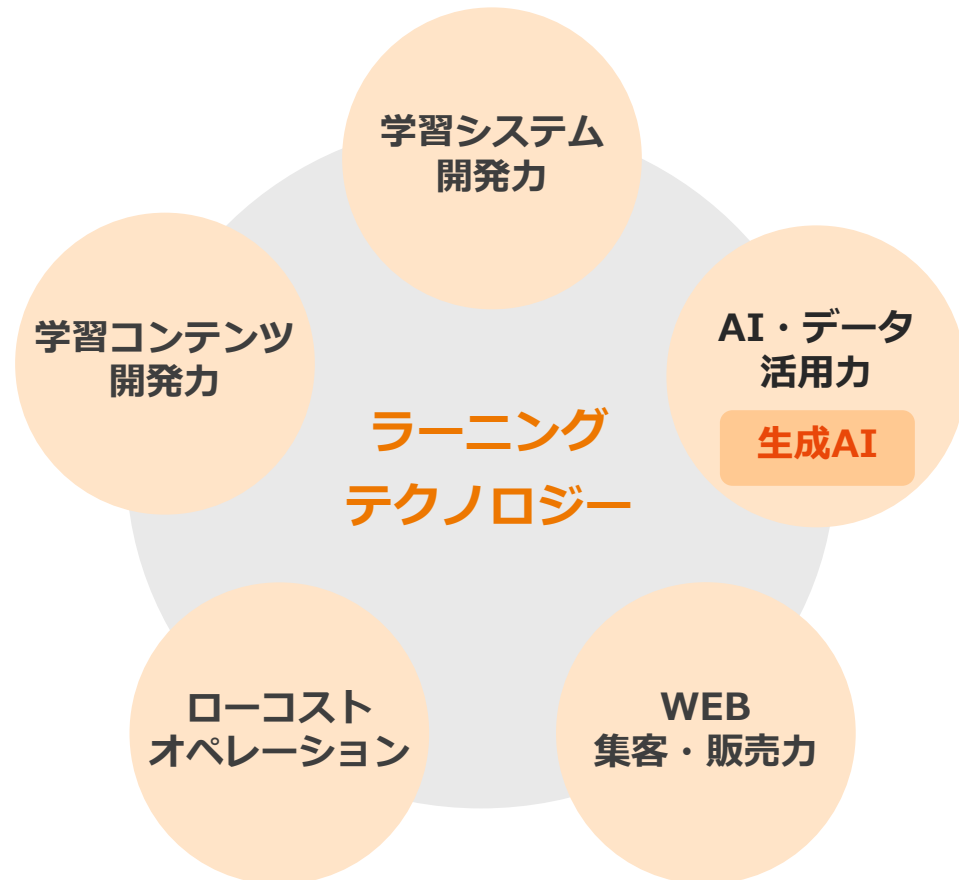 学習システム
開発力
学習コンテンツ
開発力
AI・データ
活用力
生成AI
ラーニング
テクノロジー
ローコスト
オペレーション
WEB
集客・販売力